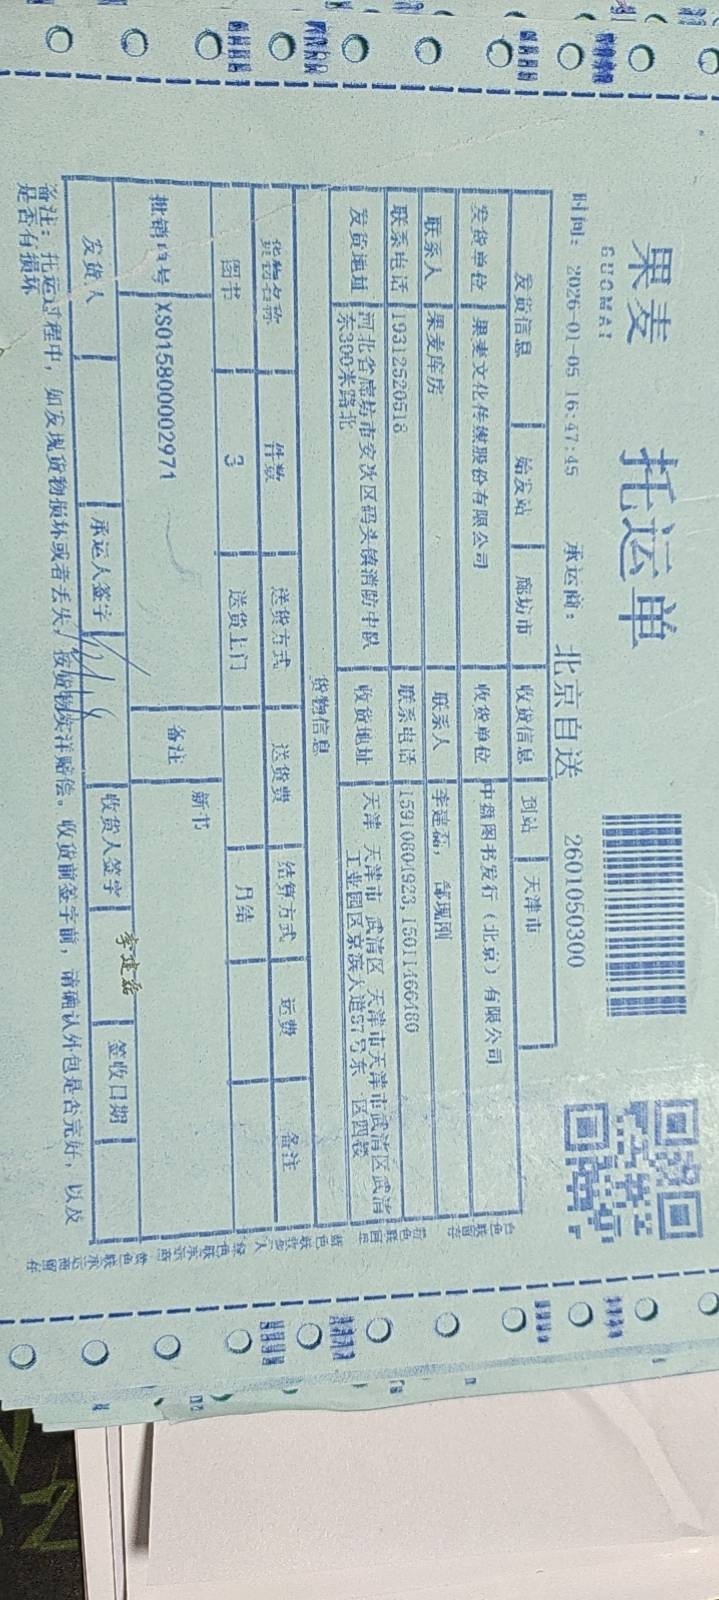 果麦
GUOMAI
托运单
时间: 2026-01-05 16:47:45 承运商: 北京自送 2601050300
发货信息 始发站 廊坊市 收货信息 到站 天津市
发货单位 果麦文化传媒股份有限公司 收货单位 中盘图书发行（北京）有限公司
联系人 果麦库房 联系人 李建磊,
联系电话 19312520518 联系电话 15910804923,15011466480
发货地址 河北省廊坊市安次区码头镇消防中队
东300米路北
收货地址 天津 天津市 武清区 天津市天津市武清区武清
工业园区京滨大道57号东 区四

货物信息
货物名称 件数 送货方式 送货费 结算方式 运费 备注
图书 3 送货上门 月结
批销单号 XS015800002971 备注 新书
发货人 承运人签字 收货人签字 李建磊 签收日期
备注: 托运过程中, 如发现货物损坏或者丢失, 按货物实洋赔偿。收货前签字前, 请确认外包是否完好, 以及
是否有损坏